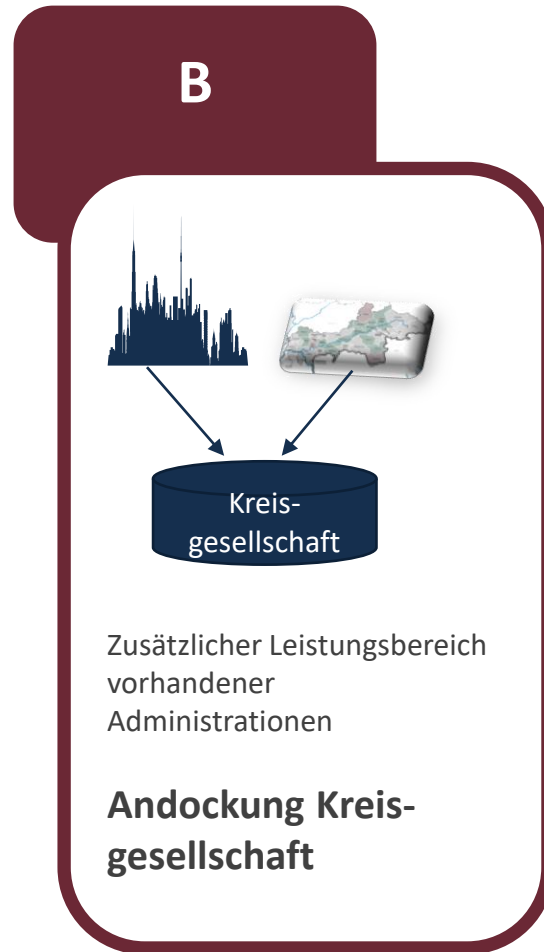 B
Kreis-
gesellschaft
Zusätzlicher Leistungsbereich
vorhandener
Administrationen
Andockung Kreis-
gesellschaft